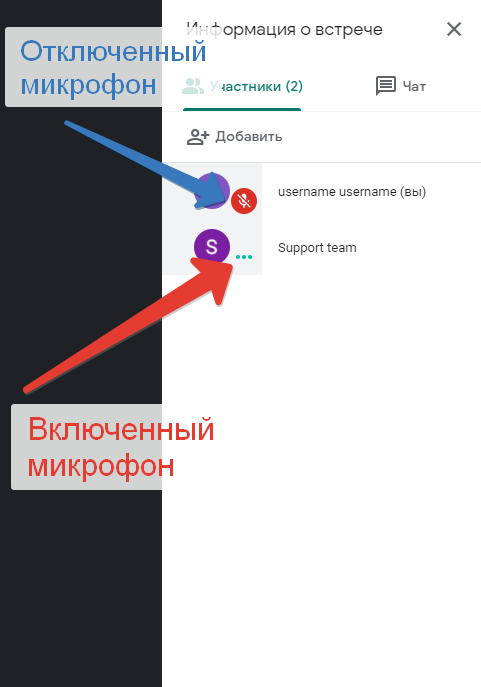 Информация о встрече
Отключенный
микрофон
Участники (2)
Чат
Добавить
username username (вы)
S
Support team
Включенный
микрофон